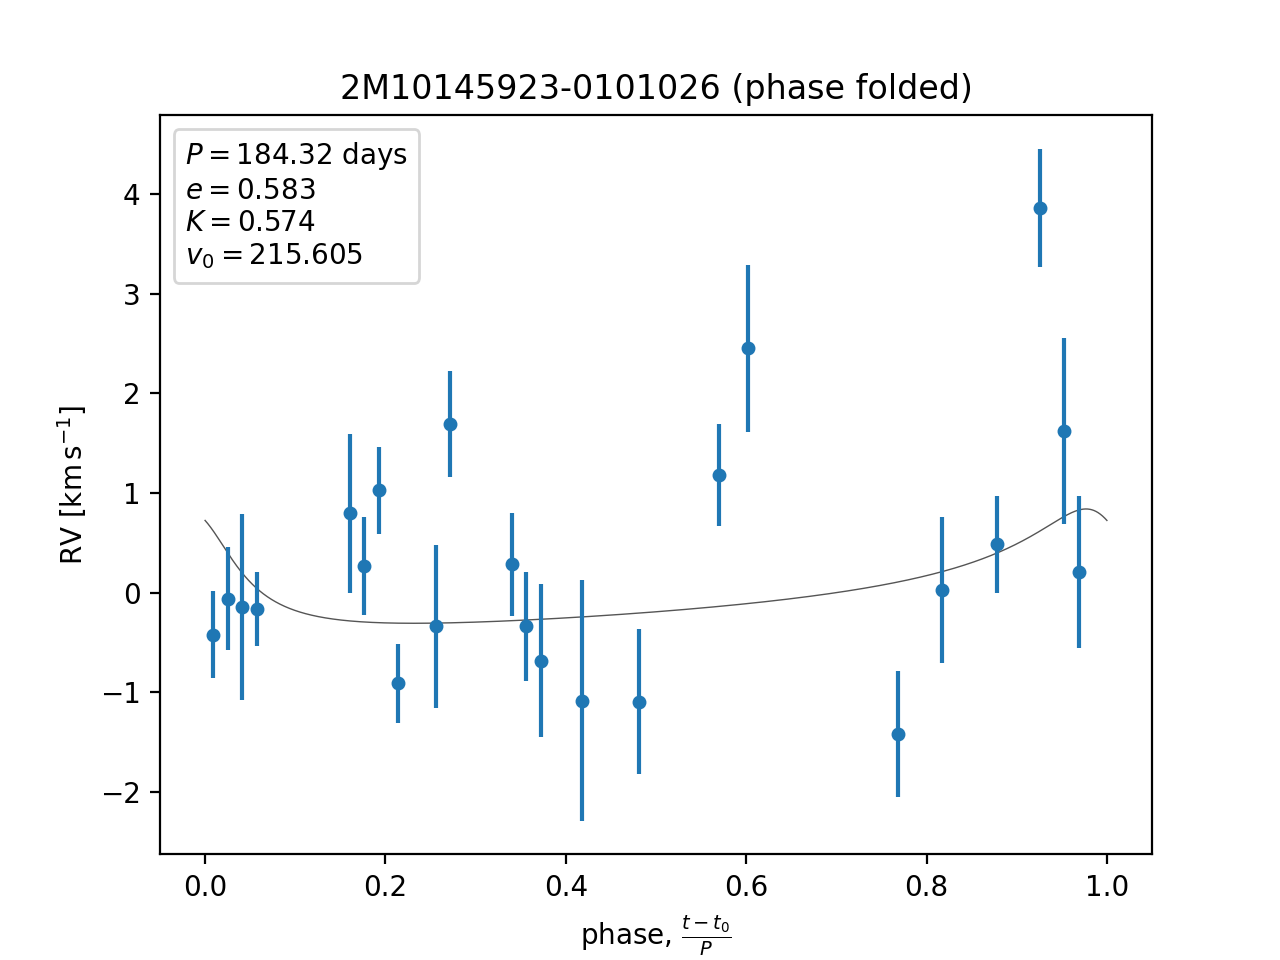 2M10145923-0101026 (phase folded)
P = 184.32 days
e = 0.583
K = 0.574
v₀ = 215.605
4
3
2
1
0
−1
−2
RV [km s⁻¹]
0.0 0.2 0.4 0.6 0.8 1.0
phase, (t − t₀)/P